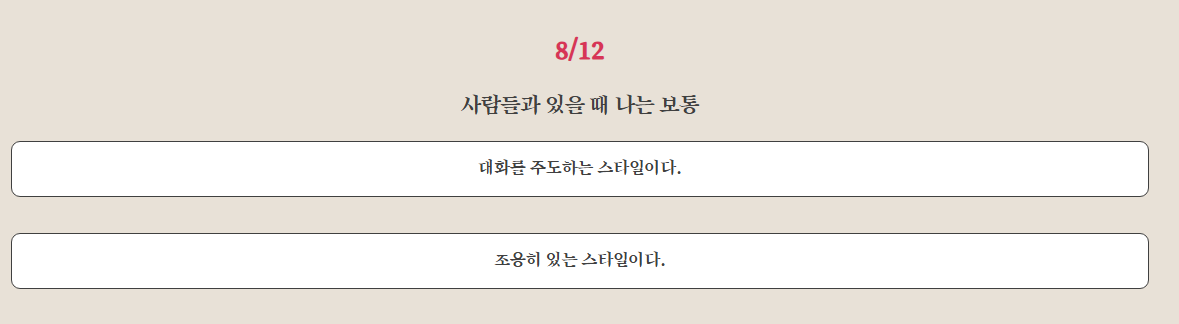 8/12
사람들과 있을 때 나는 보통
대화를 주도하는 스타일이다.
조용히 있는 스타일이다.